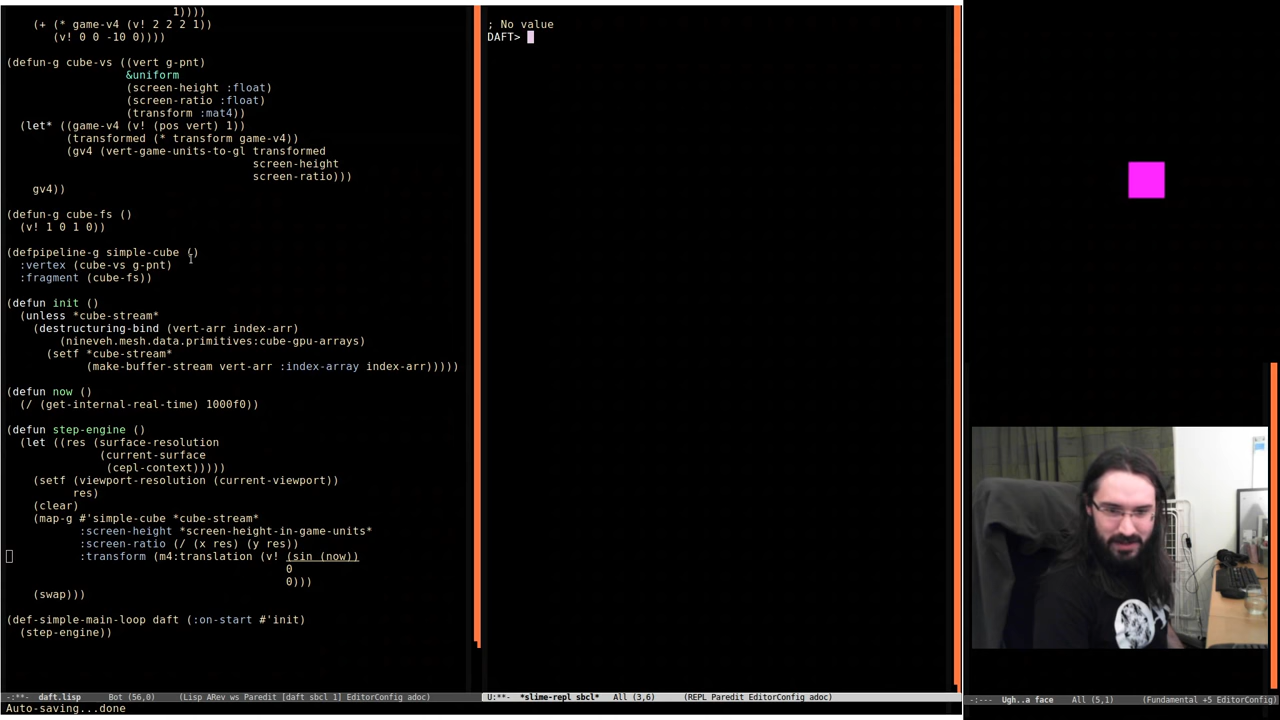 1))))
    (+ (* game-v4 (v! 2 2 2 1))
       (v! 0 0 -10 0))))

(defun-g cube-vs ((vert g-pnt)
                  &uniform
                  (screen-height :float)
                  (screen-ratio :float)
                  (transform :mat4))
  (let* ((game-v4 (v! (pos vert) 1))
         (transformed (* transform game-v4))
         (gv4 (vert-game-units-to-gl transformed
                                     screen-height
                                     screen-ratio)))
    gv4))

(defun-g cube-fs ()
  (v! 1 0 1 0))

(defpipeline-g simple-cube ()
  :vertex (cube-vs g-pnt)
  :fragment (cube-fs))

(defun init ()
  (unless *cube-stream*
    (destructuring-bind (vert-arr index-arr)
        (nineveh.mesh.data.primitives:cube-gpu-arrays)
      (setf *cube-stream*
            (make-buffer-stream vert-arr :index-array index-arr)))))

(defun now ()
  (/ (get-internal-real-time) 1000f0))

(defun step-engine ()
  (let ((res (surface-resolution
              (current-surface
               (cepl-context)))))
    (setf (viewport-resolution (current-viewport))
          res)
    (clear)
    (map-g #'simple-cube *cube-stream*
           :screen-height *screen-height-in-game-units*
           :screen-ratio (/ (x res) (y res))
           :transform (m4:translation (v! (sin (now))
                                          0
                                          0)))
    (swap)))

(def-simple-main-loop daft (:on-start #'init)
  (step-engine))
-:**-  daft.lisp      Bot (56,0)     (Lisp ARev ws Paredit [daft sbcl 1] EditorConfig adoc)
Auto-saving...done
; No value
DAFT>
U:**-  *slime-repl sbcl*   All (3,6)      (REPL Paredit EditorConfig adoc)
-:---  Ugh..a face    All (5,1)      (Fundamental +5 EditorConfig)